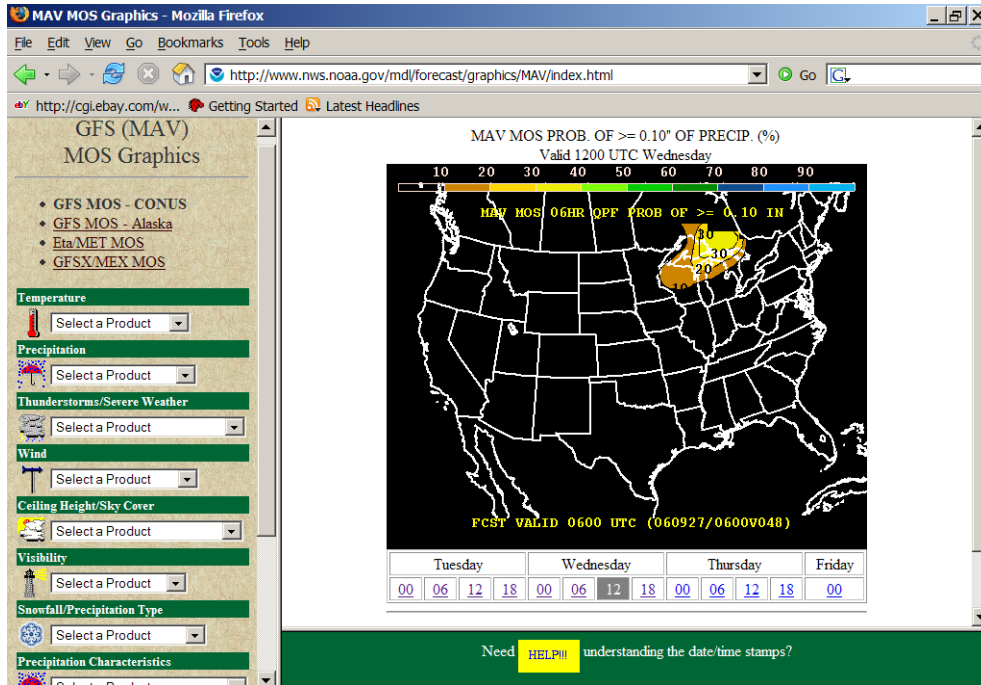 MAV MOS Graphics - Mozilla Firefox
File Edit View Go Bookmarks Tools Help
http://www.nws.noaa.gov/mdl/forecast/graphics/MAV/index.html
Go
G
http://cgi.ebay.com/w... Getting Started Latest Headlines
GFS (MAV)
MOS Graphics
GFS MOS - CONUS
GFS MOS - Alaska
Eta/MET MOS
GFSX/MEX MOS
Temperature
Select a Product
Precipitation
Select a Product
Thunderstorms/Severe Weather
Select a Product
Wind
Select a Product
Ceiling Height/Sky Cover
Select a Product
Visibility
Select a Product
Snowfall/Precipitation Type
Select a Product
Precipitation Characteristics
MAV MOS PROB. OF >= 0.10" OF PRECIP. (%)
Valid 1200 UTC Wednesday
10 20 30 40 50 60 70 80 90
MAV MOS 06HR QPF PROB OF >= 0.10 IN
30
30
20
10
FCST VALID 0600 UTC (060927/0600V048)
Tuesday Wednesday Thursday Friday
00 06 12 18 00 06 12 18 00 06 12 18 00
Need HELP!!! understanding the date/time stamps?